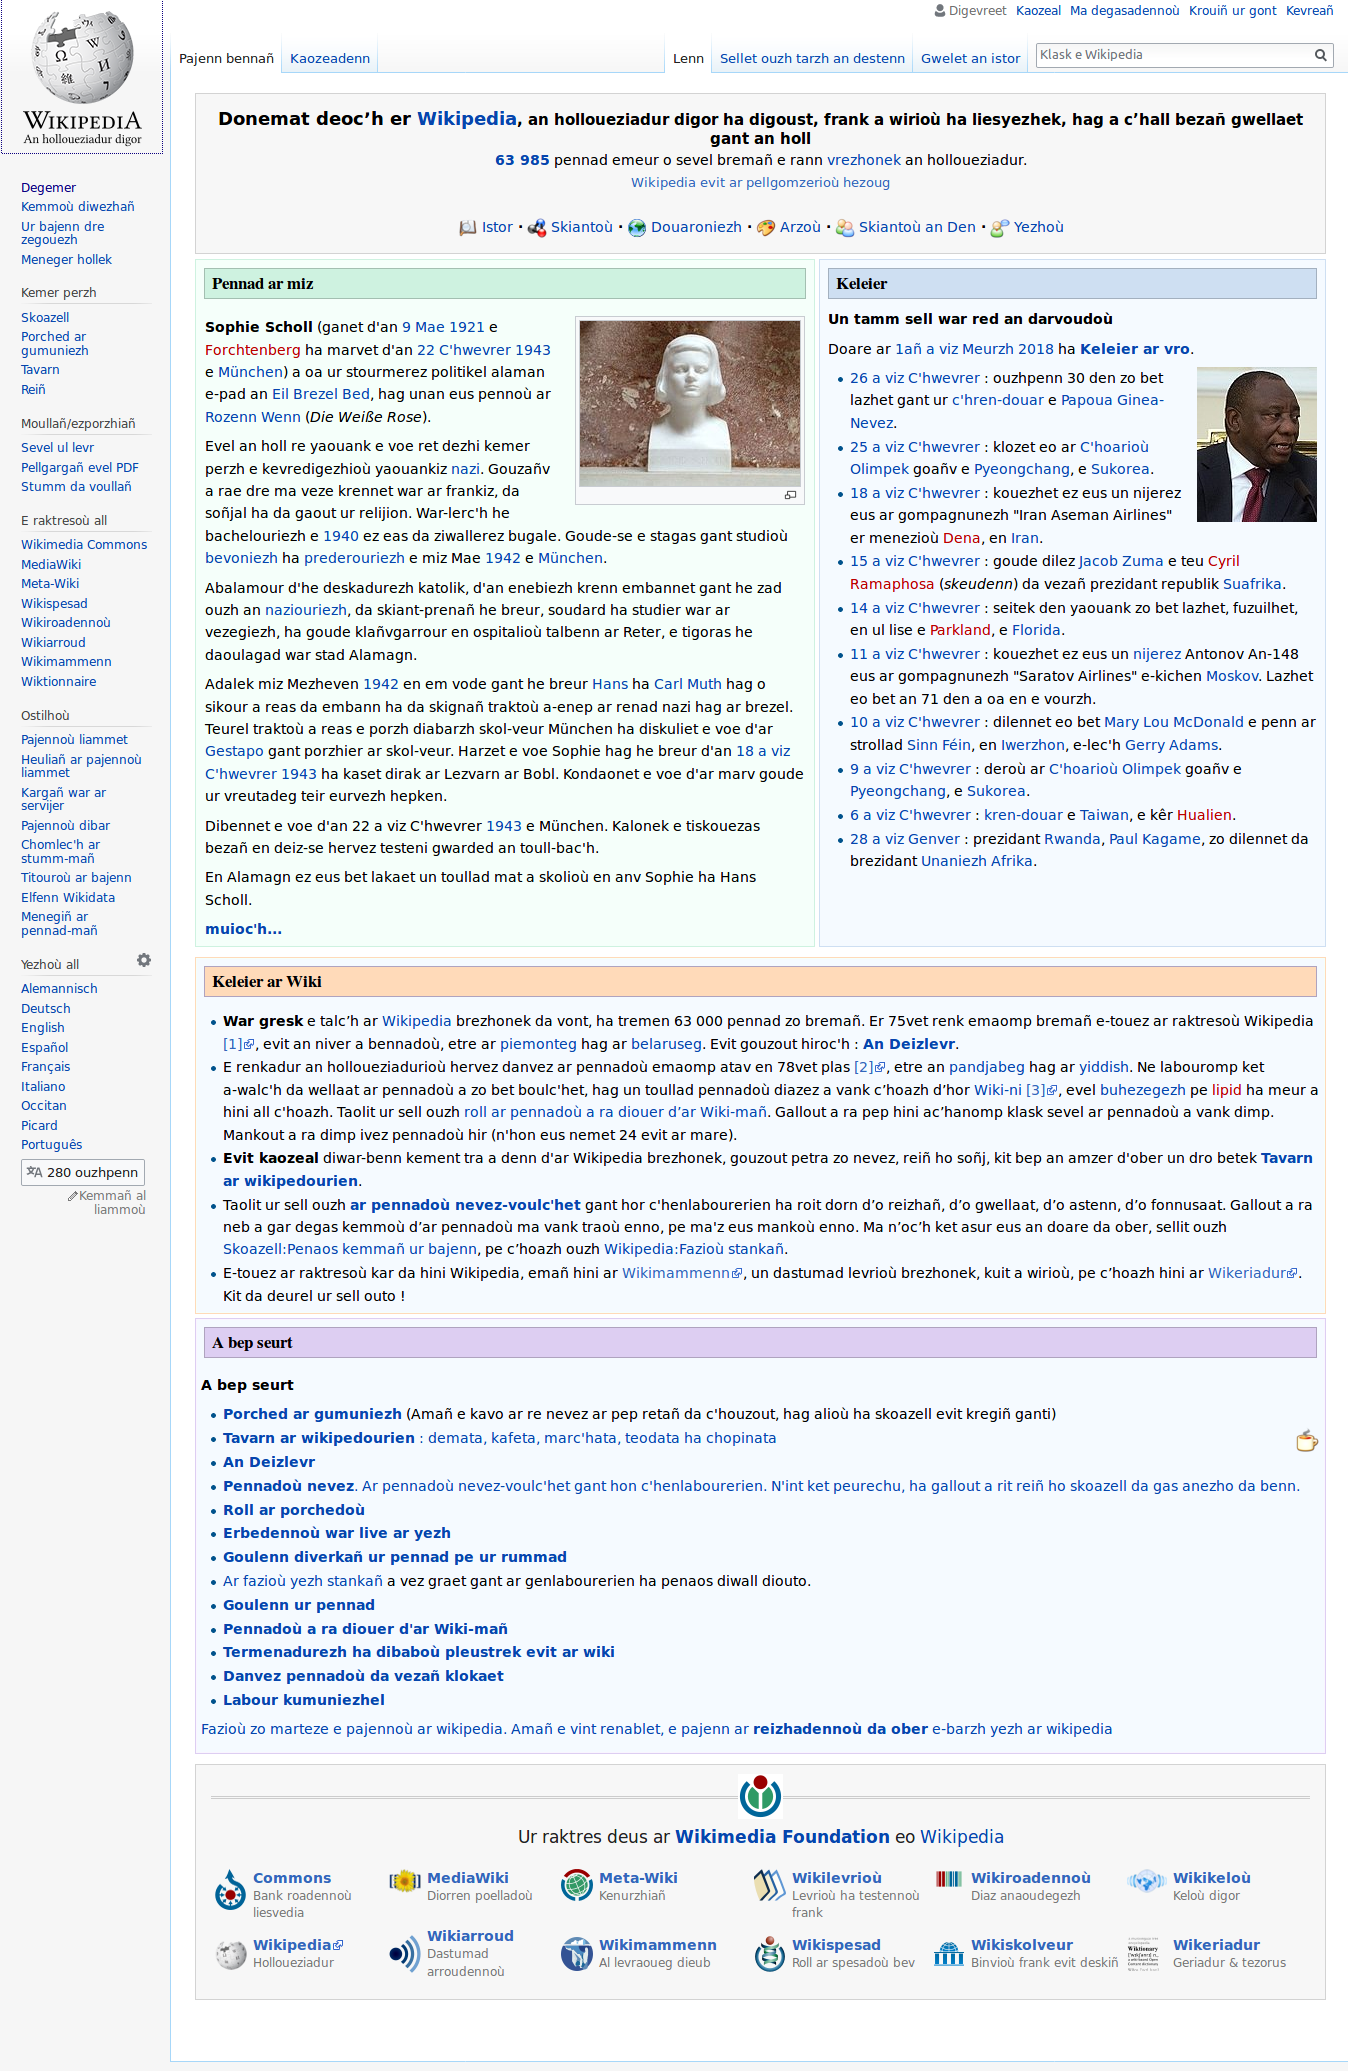 Digevreet Kaozeal Ma degasadennoù Krouiñ ur gont Kevreañ
Pajenn bennañ Kaozeadenn Lenn Sellet ouzh tarzh an destenn Gwelet an istor Klask e Wikipedia
WIKIPEDIA
An holloueziadur digor
Degemer
Kemmoù diwezhañ
Ur bajenn dre
zegouezh
Meneger hollek
Kemer perzh
Skoazell
Porched ar
gumuniezh
Tavarn
Reiñ
Moullañ/ezporzhiañ
Sevel ul levr
Pellgargañ evel PDF
Stumm da voullañ
E raktresoù all
Wikimedia Commons
MediaWiki
Meta-Wiki
Wikispesad
Wikiroadennoù
Wikiarroud
Wikimammenn
Wiktionnaire
Ostilhoù
Pajennoù liammet
Heuliañ ar pajennoù
liammet
Kargañ war ar
servijer
Pajennoù dibar
Chomlec'h ar
stumm-mañ
Titouroù ar bajenn
Elfenn Wikidata
Menegiñ ar
pennad-mañ
Yezhoù all
Alemannisch
Deutsch
English
Español
Français
Italiano
Occitan
Picard
Português
280 ouzhpenn
Kemmañ al
liammoù
Donemat deoc’h er Wikipedia, an holloueziadur digor ha digoust, frank a wirioù ha liesyezhek, hag a c’hall bezañ gwellaet
gant an holl
63 985 pennad emeur o sevel bremañ e rann vrezhonek an holloueziadur.
Wikipedia evit ar pellgomzerioù hezoug
Istor · Skiantoù · Douaroniezh · Arzoù · Skiantoù an Den · Yezhoù
Pennad ar miz
Sophie Scholl (ganet d'an 9 Mae 1921 e
Forchtenberg ha marvet d'an 22 C'hwevrer 1943
e München) a oa ur stourmerez politikel alaman
e-pad an Eil Brezel Bed, hag unan eus pennoù ar
Rozenn Wenn (Die Weiße Rose).
Evel an holl re yaouank e voe ret dezhi kemer
perzh e kevredigezhioù yaouankiz nazi. Gouzañv
a rae dre ma veze krennet war ar frankiz, da
soñjal ha da gaout ur relijion. War-lerc'h he
bachelouriezh e 1940 ez eas da ziwallerez bugale. Goude-se e stagas gant studioù
bevoniezh ha prederouriezh e miz Mae 1942 e München.
Abalamour d'he deskadurezh katolik, d'an enebiezh krenn embannet gant he zad
ouzh an naziouriezh, da skiant-prenañ he breur, soudard ha studier war ar
vezegiezh, ha goude klañvgarrour en ospitalioù talbenn ar Reter, e tigoras he
daoulagad war stad Alamagn.
Adalek miz Mezheven 1942 en em vode gant he breur Hans ha Carl Muth hag o
sikour a reas da embann ha da skignañ traktoù a-enep ar renad nazi hag ar brezel.
Teurel traktoù a reas e porzh diabarzh skol-veur München ha diskuliet e voe d'ar
Gestapo gant porzhier ar skol-veur. Harzet e voe Sophie hag he breur d'an 18 a viz
C'hwevrer 1943 ha kaset dirak ar Lezvarn ar Bobl. Kondaonet e voe d'ar marv goude
ur vreutadeg teir eurvezh hepken.
Dibennet e voe d'an 22 a viz C'hwevrer 1943 e München. Kalonek e tiskouezas
bezañ en deiz-se hervez testeni gwarded an toull-bac'h.
En Alamagn ez eus bet lakaet un toullad mat a skolioù en anv Sophie ha Hans
Scholl.
muioc'h...
Keleier
Un tamm sell war red an darvoudoù
Doare ar 1añ a viz Meurzh 2018 ha Keleier ar vro.
26 a viz C'hwevrer : ouzhpenn 30 den zo bet
lazhet gant ur c'hren-douar e Papoua Ginea-
Nevez.
25 a viz C'hwevrer : klozet eo ar C'hoarioù
Olimpek goañv e Pyeongchang, e Sukorea.
18 a viz C'hwevrer : kouezhet ez eus un nijerez
eus ar gompagnunezh "Iran Aseman Airlines"
er menezioù Dena, en Iran.
15 a viz C'hwevrer : goude dilez Jacob Zuma e teu Cyril
Ramaphosa (skeudenn) da vezañ prezidant republik Suafrika.
14 a viz C'hwevrer : seitek den yaouank zo bet lazhet, fuzuilhet,
en ul lise e Parkland, e Florida.
11 a viz C'hwevrer : kouezhet ez eus un nijerez Antonov An-148
eus ar gompagnunezh "Saratov Airlines" e-kichen Moskov. Lazhet
eo bet an 71 den a oa en e vourzh.
10 a viz C'hwevrer : dilennet eo bet Mary Lou McDonald e penn ar
strollad Sinn Féin, en Iwerzhon, e-lec'h Gerry Adams.
9 a viz C'hwevrer : deroù ar C'hoarioù Olimpek goañv e
Pyeongchang, e Sukorea.
6 a viz C'hwevrer : kren-douar e Taiwan, e kêr Hualien.
28 a viz Genver : prezidant Rwanda, Paul Kagame, zo dilennet da
brezidant Unaniezh Afrika.
Keleier ar Wiki
War gresk e talc’h ar Wikipedia brezhonek da vont, ha tremen 63 000 pennad zo bremañ. Er 75vet renk emaomp bremañ e-touez ar raktresoù Wikipedia
[1], evit an niver a bennadoù, etre ar piemonteg hag ar belaruseg. Evit gouzout hiroc'h : An Deizlevr.
E renkadur an holloueziadurioù hervez danvez ar pennadoù emaomp atav en 78vet plas [2], etre an pandjabeg hag ar yiddish. Ne labouromp ket
a-walc'h da wellaat ar pennadoù a zo bet boulc'het, hag un toullad pennadoù diazez a vank c’hoazh d’hor Wiki-ni [3], evel buhezegezh pe lipid ha meur a
hini all c'hoazh. Taolit ur sell ouzh roll ar pennadoù a ra diouer d’ar Wiki-mañ. Gallout a ra pep hini ac’hanomp klask sevel ar pennadoù a vank dimp.
Mankout a ra dimp ivez pennadoù hir (n'hon eus nemet 24 evit ar mare).
Evit kaozeal diwar-benn kement tra a denn d'ar Wikipedia brezhonek, gouzout petra zo nevez, reiñ ho soñj, kit bep an amzer d'ober un dro betek Tavarn
ar wikipedourien.
Taolit ur sell ouzh ar pennadoù nevez-voulc'het gant hor c'henlabourerien ha roit dorn d’o reizhañ, d’o gwellaat, d’o astenn, d’o fonnusaat. Gallout a ra
neb a gar degas kemmoù d’ar pennadoù ma vank traoù enno, pe ma'z eus mankoù enno. Ma n’oc’h ket asur eus an doare da ober, sellit ouzh
Skoazell:Penaos kemmañ ur bajenn, pe c’hoazh ouzh Wikipedia:Fazioù stankañ.
E-touez ar raktresoù kar da hini Wikipedia, emañ hini ar Wikimammenn, un dastumad levrioù brezhonek, kuit a wirioù, pe c’hoazh hini ar Wikeriadur.
Kit da deurel ur sell outo !
A bep seurt
A bep seurt
Porched ar gumuniezh (Amañ e kavo ar re nevez ar pep retañ da c'houzout, hag alioù ha skoazell evit kregiñ ganti)
Tavarn ar wikipedourien : demata, kafeta, marc'hata, teodata ha chopinata
An Deizlevr
Pennadoù nevez. Ar pennadoù nevez-voulc'het gant hon c'henlabourerien. N'int ket peurechu, ha gallout a rit reiñ ho skoazell da gas anezho da benn.
Roll ar porchedoù
Erbedennoù war live ar yezh
Goulenn diverkañ ur pennad pe ur rummad
Ar fazioù yezh stankañ a vez graet gant ar genlabourerien ha penaos diwall diouto.
Goulenn ur pennad
Pennadoù a ra diouer d'ar Wiki-mañ
Termenadurezh ha dibaboù pleustrek evit ar wiki
Danvez pennadoù da vezañ klokaet
Labour kumuniezhel
Fazioù zo marteze e pajennoù ar wikipedia. Amañ e vint renablet, e pajenn ar reizhadennoù da ober e-barzh yezh ar wikipedia
Ur raktres deus ar Wikimedia Foundation eo Wikipedia
Commons MediaWiki Meta-Wiki Wikilevrioù Wikiroadennoù Wikikeloù
Bank roadennoù Diorren poelladoù Kenurzhiañ Levrioù ha testennoù Diaz anaoudegezh Keloù digor
liesvedia frank
Wikipedia Wikiarroud Wikimammenn Wikispesad Wikiskolveur Wikeriadur
Holloueziadur Dastumad Al levraoueg dieub Roll ar spesadoù bev Binvioù frank evit deskiñ Geriadur & tezorus
arroudennoù